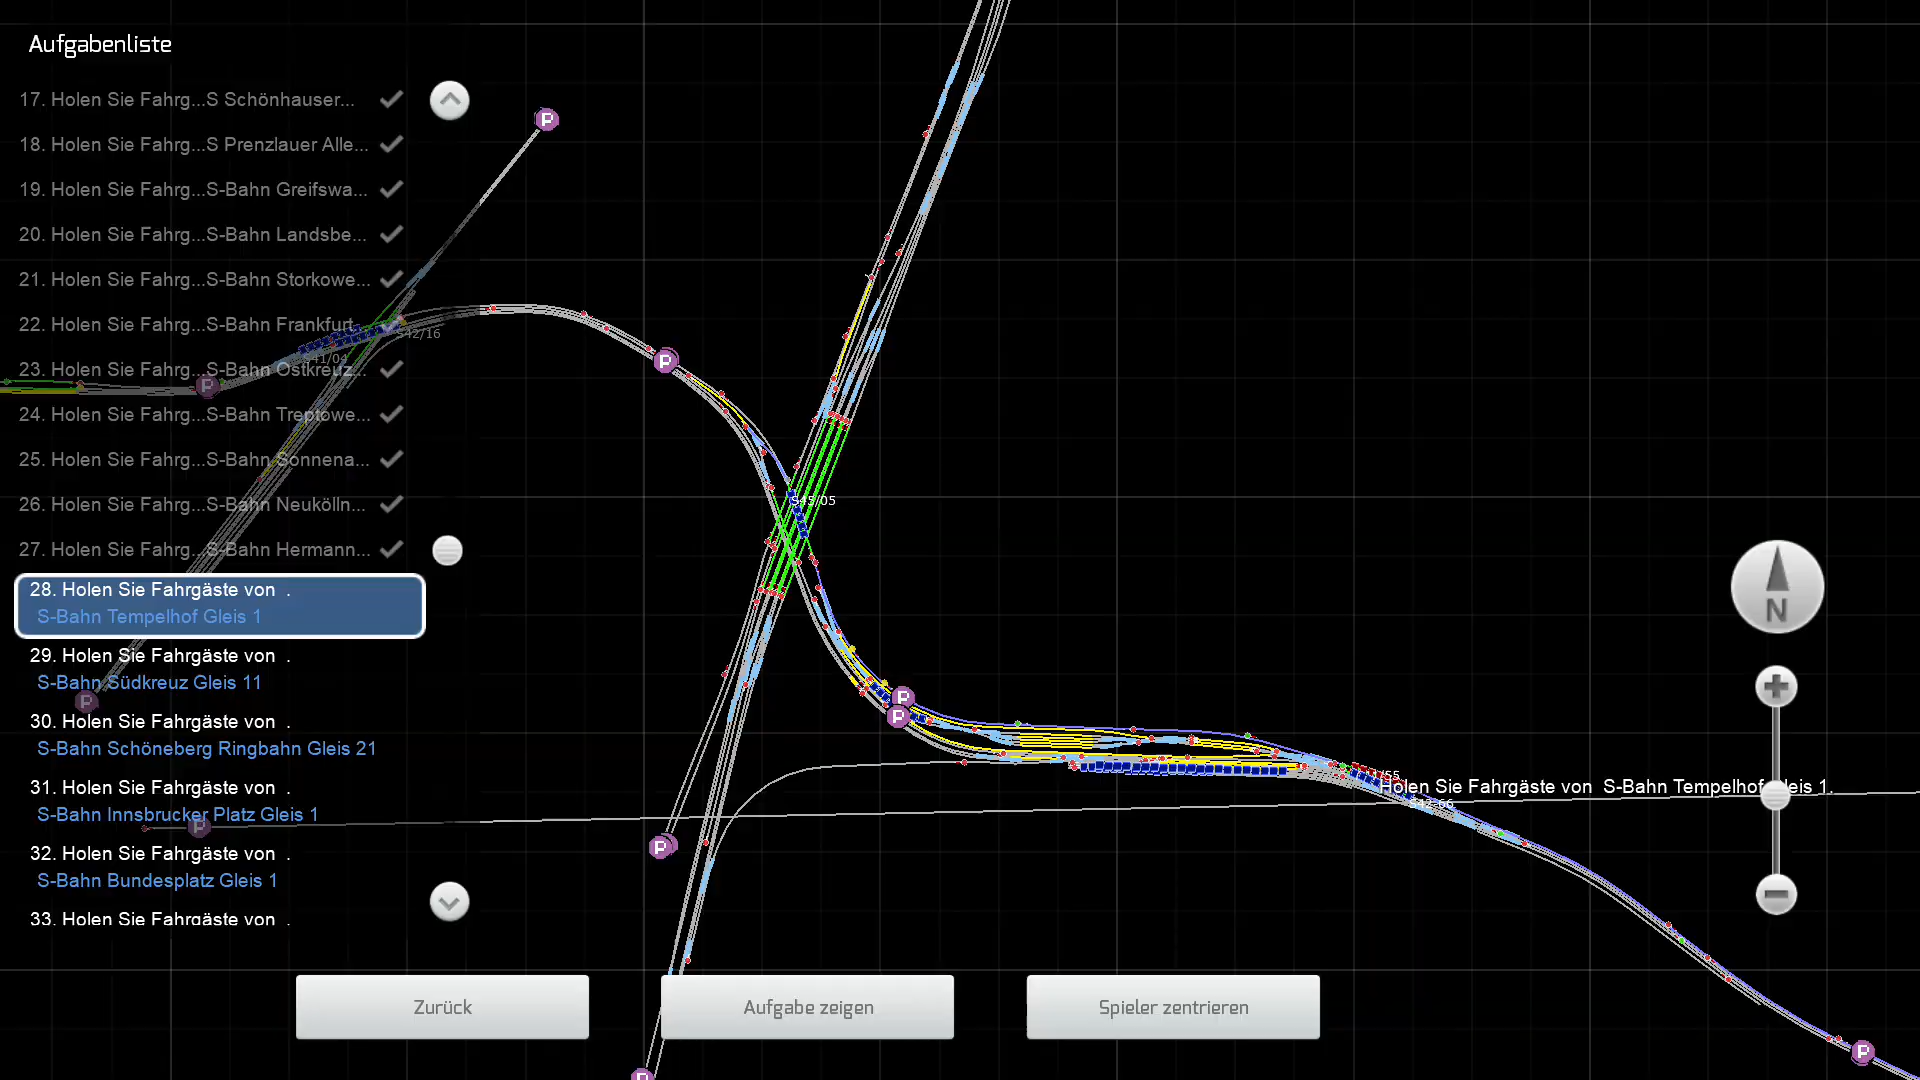 Aufgabenliste
17. Holen Sie Fahrg...S Schönhauser...
18. Holen Sie Fahrg...S Prenzlauer Alle...
19. Holen Sie Fahrg...S-Bahn Greifswa...
20. Holen Sie Fahrg...S-Bahn Landsbe...
21. Holen Sie Fahrg...S-Bahn Storkowe...
22. Holen Sie Fahrg...S-Bahn Frankfurt...
23. Holen Sie Fahrg...S-Bahn Ostkreuz...
24. Holen Sie Fahrg...S-Bahn Treptowe...
25. Holen Sie Fahrg...S-Bahn Sonnena...
26. Holen Sie Fahrg...S-Bahn Neukölln...
27. Holen Sie Fahrg...S-Bahn Hermann...
28. Holen Sie Fahrgäste von  .
S-Bahn Tempelhof Gleis 1
29. Holen Sie Fahrgäste von  .
S-Bahn Südkreuz Gleis 11
30. Holen Sie Fahrgäste von  .
S-Bahn Schöneberg Ringbahn Gleis 21
31. Holen Sie Fahrgäste von  .
S-Bahn Innsbrucker Platz Gleis 1
32. Holen Sie Fahrgäste von  .
S-Bahn Bundesplatz Gleis 1
33. Holen Sie Fahrgäste von  .
S42/16
S41/04
S45/05
Holen Sie Fahrgäste von  S-Bahn Tempelhof Gleis 1.
P
P
P
P
P
P
P
P
P
P
N
Zurück
Aufgabe zeigen
Spieler zentrieren